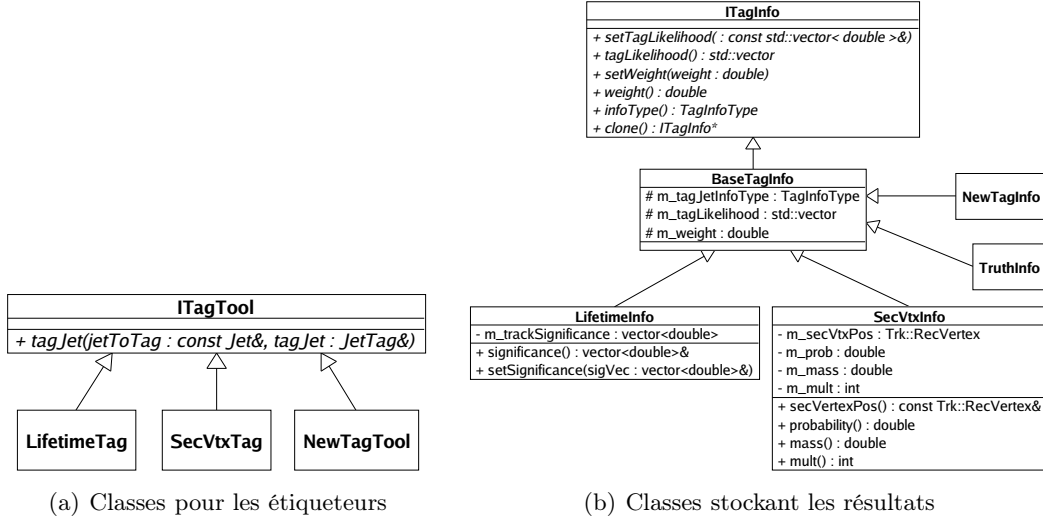 ITagTool
+ tagJet(jetToTag : const Jet&, tagJet : JetTag&)
LifetimeTag
SecVtxTag
NewTagTool
(a) Classes pour les étiqueteurs
ITagInfo
+ setTagLikelihood( : const std::vector< double >&)
+ tagLikelihood() : std::vector
+ setWeight(weight : double)
+ weight() : double
+ infoType() : TagInfoType
+ clone() : ITagInfo*
BaseTagInfo
# m_tagJetInfoType : TagInfoType
# m_tagLikelihood : std::vector
# m_weight : double
NewTagInfo
TruthInfo
LifetimeInfo
- m_trackSignificance : vector<double>
+ significance() : vector<double>&
+ setSignificance(sigVec : vector<double>&)
SecVtxInfo
- m_secVtxPos : Trk::RecVertex
- m_prob : double
- m_mass : double
- m_mult : int
+ secVertexPos() : const Trk::RecVertex&
+ probability() : double
+ mass() : double
+ mult() : int
(b) Classes stockant les résultats